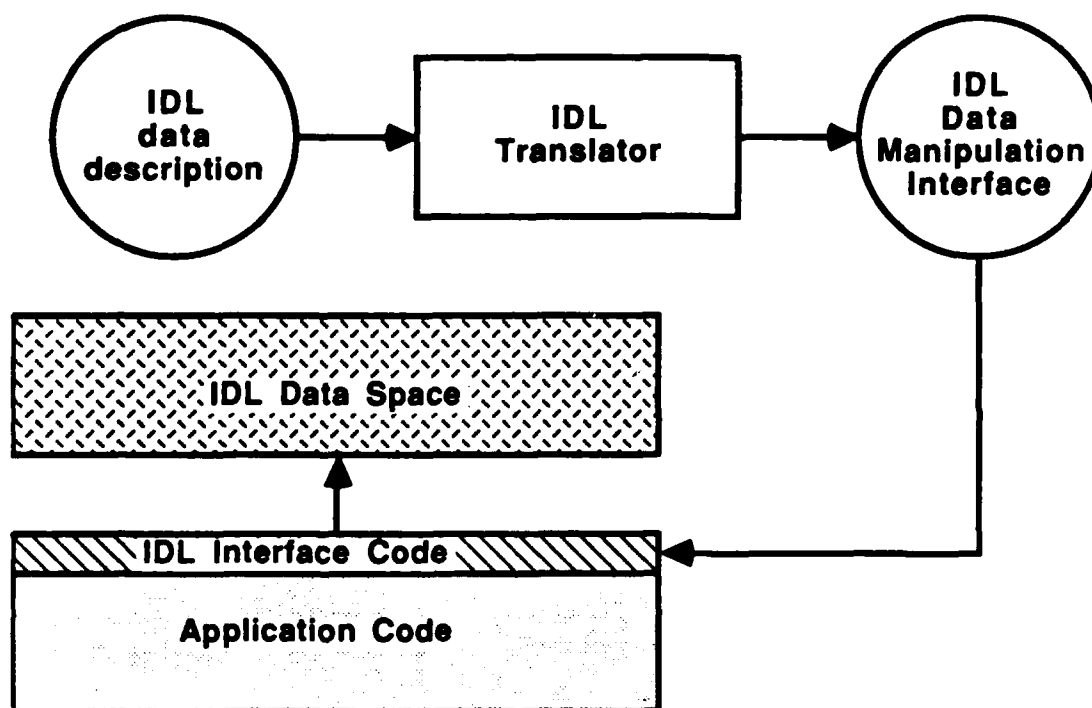 IDL
data
description
IDL
Translator
IDL
Data
Manipulation
Interface
IDL Data Space
IDL Interface Code
Application Code